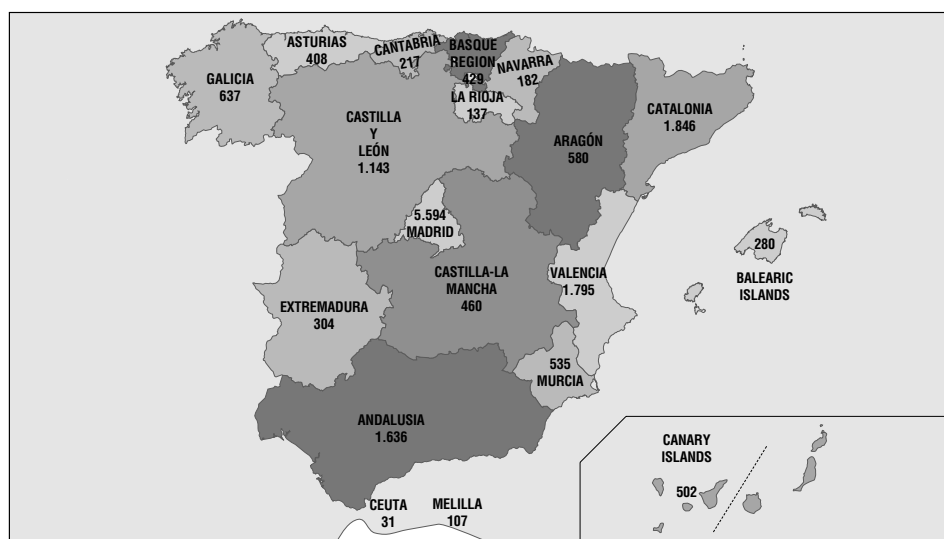 ASTURIAS
408
CANTABRIA
217
BASQUE
REGION
429
NAVARRA
182
GALICIA
637
LA RIOJA
137
CASTILLA
Y
LEÓN
1.143
ARAGÓN
580
CATALONIA
1.846
5.594
MADRID
280
BALEARIC
ISLANDS
CASTILLA-LA
MANCHA
460
VALENCIA
1.795
EXTREMADURA
304
535
MURCIA
ANDALUSIA
1.636
CANARY
ISLANDS
502
CEUTA
31
MELILLA
107